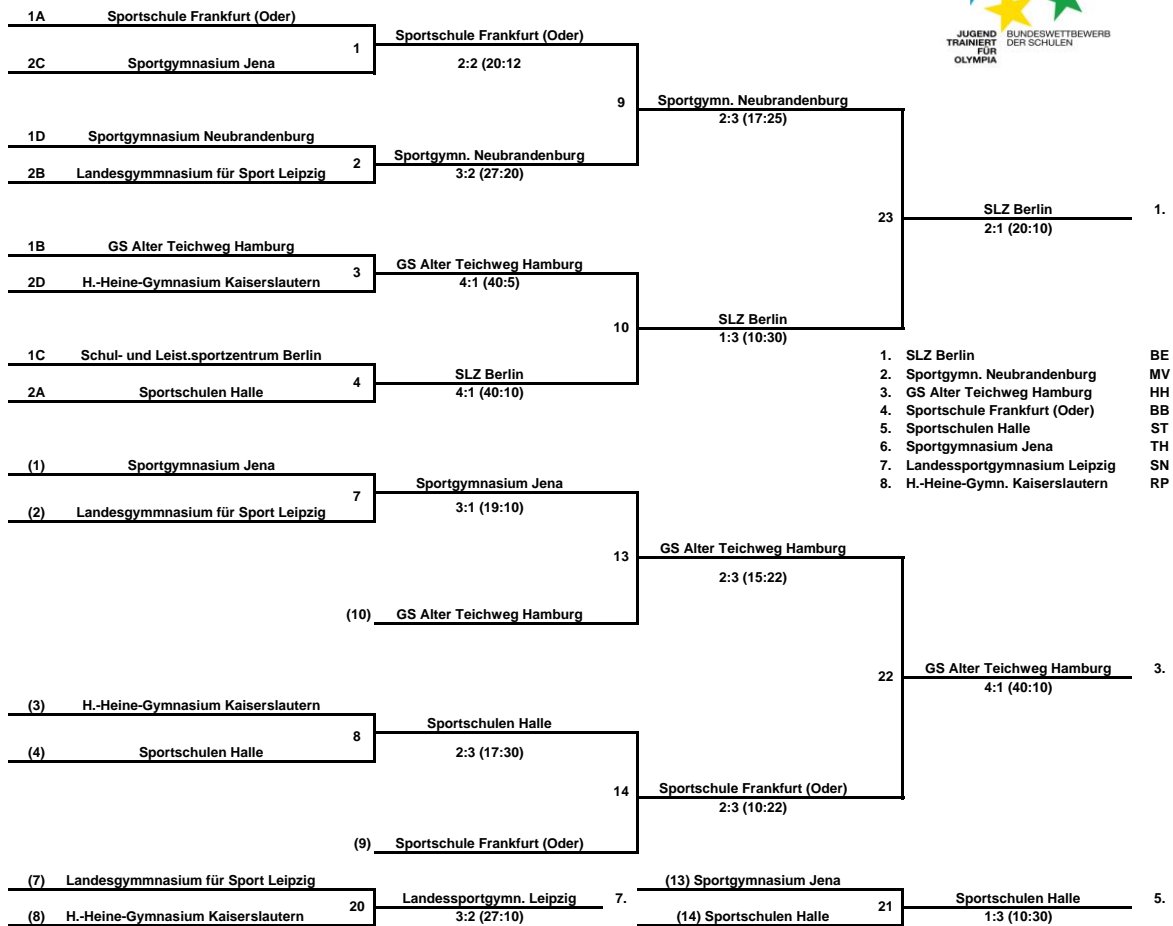 1A Sportschule Frankfurt (Oder)
JUGEND TRAINIERT FÜR OLYMPIA
BUNDESWETTBEWERB DER SCHULEN
1
Sportschule Frankfurt (Oder)
2:2 (20:12
2C Sportgymnasium Jena
9
Sportgymn. Neubrandenburg
2:3 (17:25)
1D Sportgymnasium Neubrandenburg
2
Sportgymn. Neubrandenburg
3:2 (27:20)
2B Landesgymmnasium für Sport Leipzig
23
SLZ Berlin
1.
2:1 (20:10)
1B GS Alter Teichweg Hamburg
3
GS Alter Teichweg Hamburg
4:1 (40:5)
2D H.-Heine-Gymnasium Kaiserslautern
10
SLZ Berlin
1:3 (10:30)
1C Schul- und Leist.sportzentrum Berlin
4
SLZ Berlin
4:1 (40:10)
2A Sportschulen Halle
1. SLZ Berlin BE
2. Sportgymn. Neubrandenburg MV
3. GS Alter Teichweg Hamburg HH
4. Sportschule Frankfurt (Oder) BB
5. Sportschulen Halle ST
6. Sportgymnasium Jena TH
7. Landessportgymnasium Leipzig SN
8. H.-Heine-Gymn. Kaiserslautern RP
(1) Sportgymnasium Jena
7
Sportgymnasium Jena
3:1 (19:10)
(2) Landesgymmnasium für Sport Leipzig
13
GS Alter Teichweg Hamburg
2:3 (15:22)
(10) GS Alter Teichweg Hamburg
22
GS Alter Teichweg Hamburg
3.
4:1 (40:10)
(3) H.-Heine-Gymnasium Kaiserslautern
8
Sportschulen Halle
2:3 (17:30)
(4) Sportschulen Halle
14
Sportschule Frankfurt (Oder)
2:3 (10:22)
(9) Sportschule Frankfurt (Oder)
(7) Landesgymmnasium für Sport Leipzig
20
Landessportgymn. Leipzig
7.
3:2 (27:10)
(8) H.-Heine-Gymnasium Kaiserslautern
(13) Sportgymnasium Jena
21
Sportschulen Halle
5.
1:3 (10:30)
(14) Sportschulen Halle